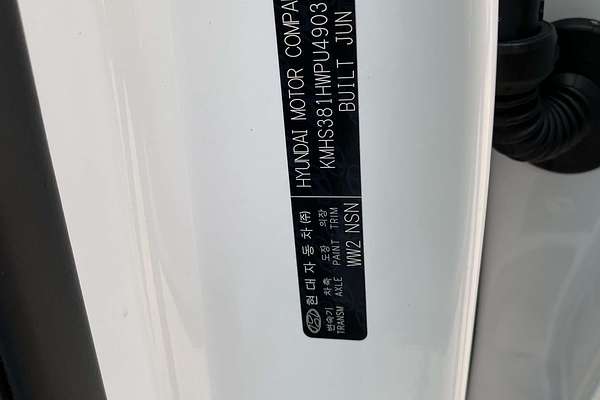 현대자동차(주) HYUNDAI MOTOR COMPA
변속기 차축 도장 의장 KMHS381HWPU4903
TRANSM AXLE PAINT TRIM BUILT JUN
WW2 NSN